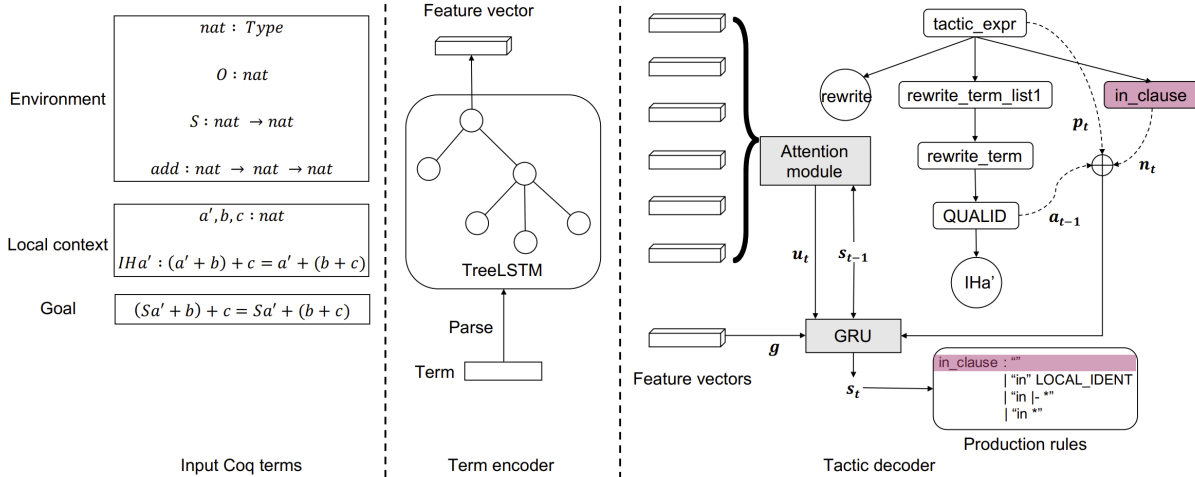 Environment
nat : Type
O : nat
S : nat → nat
add : nat → nat → nat
Local context
a', b, c : nat
IHa' : (a' + b) + c = a' + (b + c)
Goal
(Sa' + b) + c = Sa' + (b + c)
Input Coq terms
Feature vector
TreeLSTM
Parse
Term
Term encoder
Attention module
u_t
s_{t-1}
g
GRU
Feature vectors
s_t
tactic_expr
rewrite
rewrite_term_list1
in_clause
rewrite_term
QUALID
IHa'
p_t
n_t
a_{t-1}
in_clause : “”
| “in” LOCAL_IDENT
| “in |- *”
| “in *”
Production rules
Tactic decoder